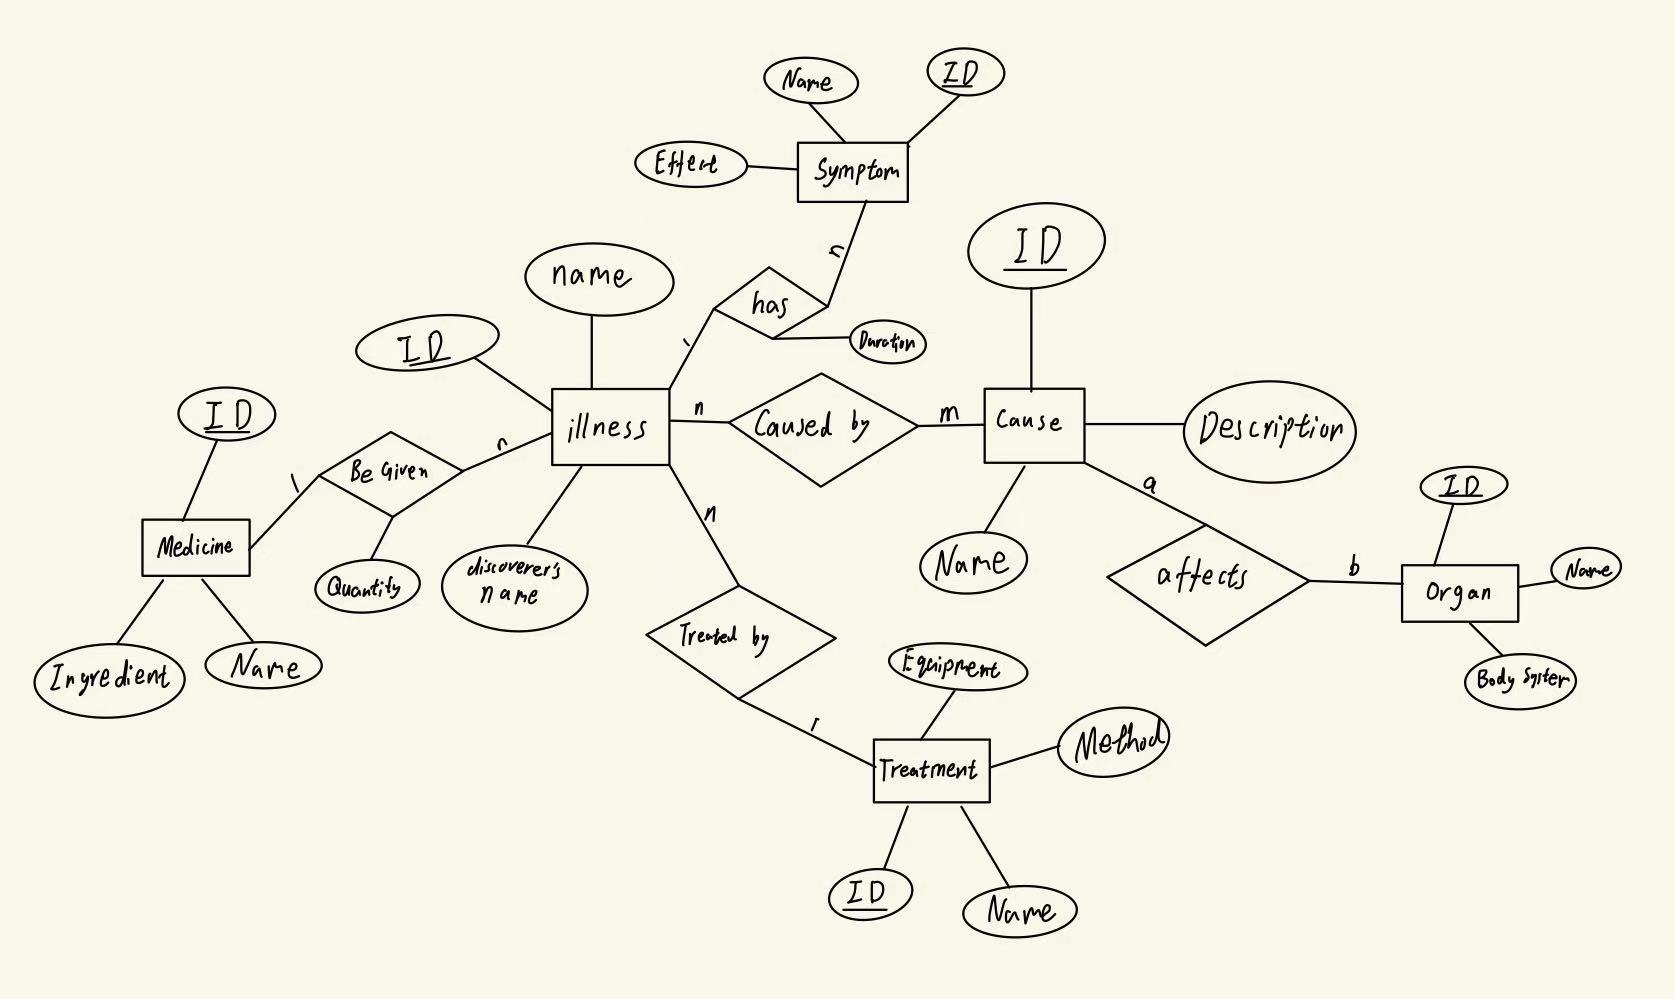 Name
ID
Effect
Symptom
n
ID
name
has
Duration
ID
1
ID
illness
n
Caused by
m
Cause
Description
n
Be Given
1
a
ID
n
Medicine
Quantity
discoverer's
name
Name
affects
b
Organ
Name
Treated by
Ingredient
Name
Equipment
Body System
1
Method
Treatment
ID
Name